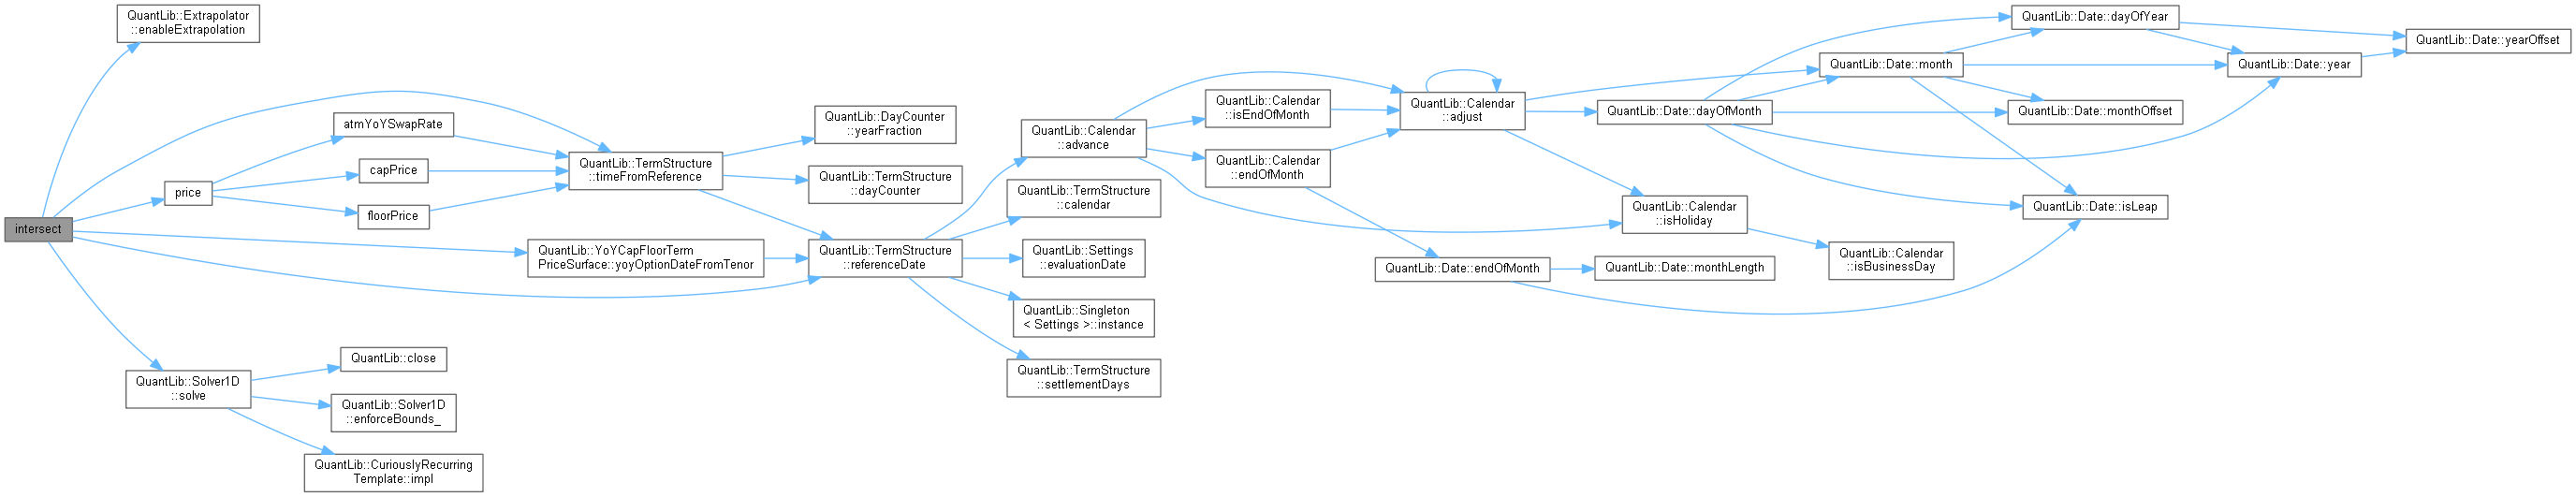 intersect
QuantLib::Extrapolator
::enableExtrapolation
price
atmYoYSwapRate
capPrice
floorPrice
QuantLib::YoYCapFloorTerm
PriceSurface::yoyOptionDateFromTenor
QuantLib::Solver1D
::solve
QuantLib::close
QuantLib::Solver1D
::enforceBounds_
QuantLib::CuriouslyRecurring
Template::impl
QuantLib::TermStructure
::timeFromReference
QuantLib::DayCounter
::yearFraction
QuantLib::TermStructure
::dayCounter
QuantLib::TermStructure
::referenceDate
QuantLib::Calendar
::advance
QuantLib::TermStructure
::calendar
QuantLib::Settings
::evaluationDate
QuantLib::Singleton
< Settings >::instance
QuantLib::TermStructure
::settlementDays
QuantLib::Calendar
::isEndOfMonth
QuantLib::Calendar
::endOfMonth
QuantLib::Calendar
::adjust
QuantLib::Date::endOfMonth
QuantLib::Date::monthLength
QuantLib::Date::dayOfMonth
QuantLib::Calendar
::isHoliday
QuantLib::Calendar
::isBusinessDay
QuantLib::Date::month
QuantLib::Date::dayOfYear
QuantLib::Date::monthOffset
QuantLib::Date::isLeap
QuantLib::Date::year
QuantLib::Date::yearOffset